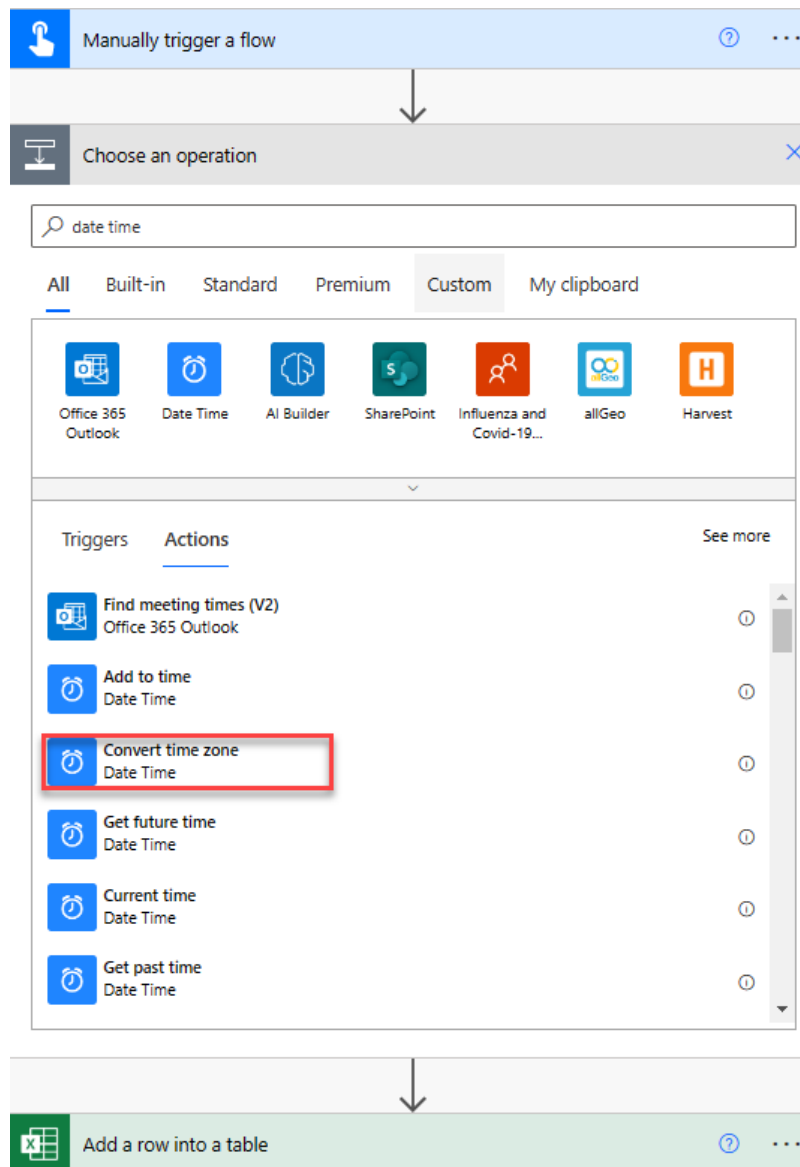 Manually trigger a flow
Choose an operation
date time
All Built-in Standard Premium Custom My clipboard
Office 365 Outlook
Date Time
AI Builder
SharePoint
Influenza and Covid-19...
allGeo
Harvest
Triggers Actions See more
Find meeting times (V2)
Office 365 Outlook
Add to time
Date Time
Convert time zone
Date Time
Get future time
Date Time
Current time
Date Time
Get past time
Date Time
Add a row into a table